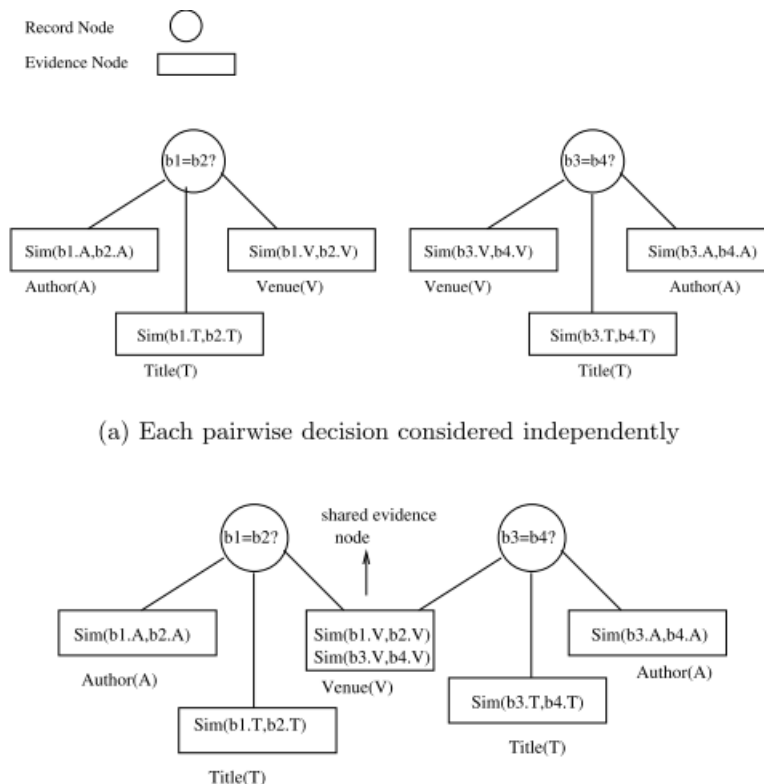 Record Node
Evidence Node
b1=b2?
b3=b4?
Sim(b1.A,b2.A)
Sim(b1.V,b2.V)
Sim(b3.V,b4.V)
Sim(b3.A,b4.A)
Author(A)
Venue(V)
Venue(V)
Author(A)
Sim(b1.T,b2.T)
Sim(b3.T,b4.T)
Title(T)
Title(T)
(a) Each pairwise decision considered independently
shared evidence
node
b1=b2?
b3=b4?
Sim(b1.A,b2.A)
Sim(b1.V,b2.V)
Sim(b3.V,b4.V)
Sim(b3.A,b4.A)
Author(A)
Venue(V)
Author(A)
Sim(b1.T,b2.T)
Sim(b3.T,b4.T)
Title(T)
Title(T)